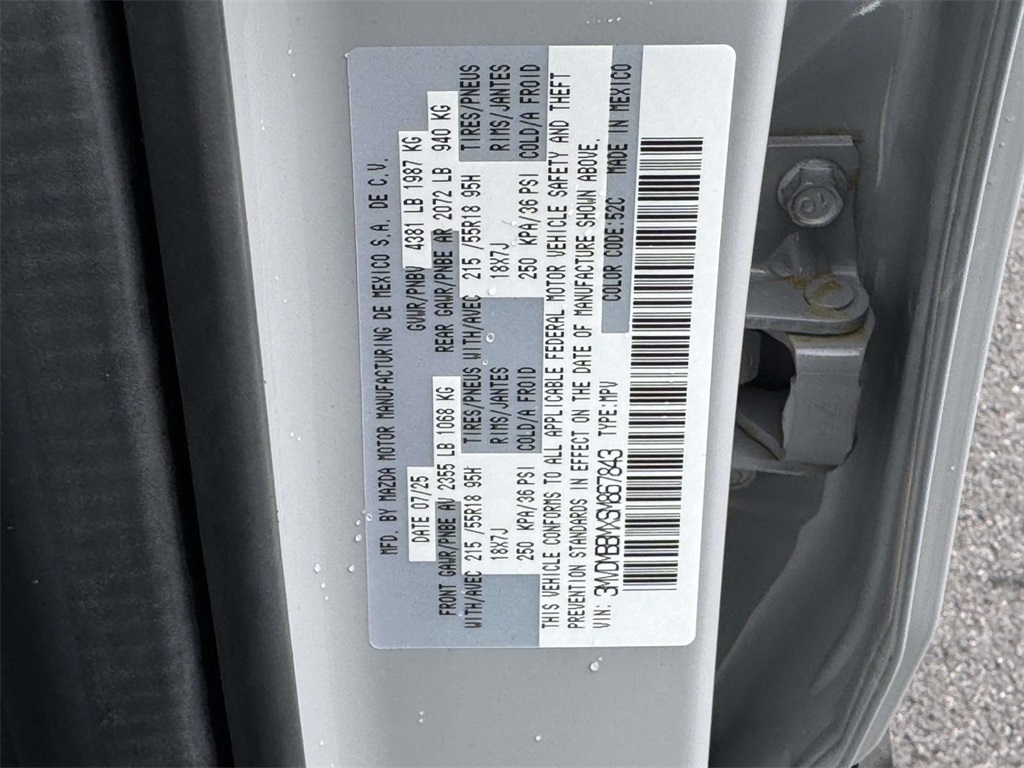 MFD. BY MAZDA MOTOR MANUFACTURING DE MEXICO S.A. DE C.V.
DATE 07/25 GVWR/PNBV 4381 LB 1987 KG
FRONT GAWR/PNBE AV 2355 LB 1068 KG REAR GAWR/PNBE AR 2072 LB 940 KG
WITH/AVEC 215 /55R18 95H TIRES/PNEUS WITH/AVEC 215 /55R18 95H TIRES/PNEUS
18X7J RIMS/JANTES 18X7J RIMS/JANTES
250 KPA/36PSI COLD/A FROID 250 KPA/36PSI COLD/A FROID
THIS VEHICLE CONFORMS TO ALL APPLICABLE FEDERAL MOTOR VEHICLE SAFETY AND THEFT
PREVENTION STANDARDS IN EFFECT ON THE DATE OF MANUFACTURE SHOWN ABOVE.
VIN: 3MVDMBBMXSM867843 TYPE:MPV COLOR CODE:52C MADE IN MEXICO